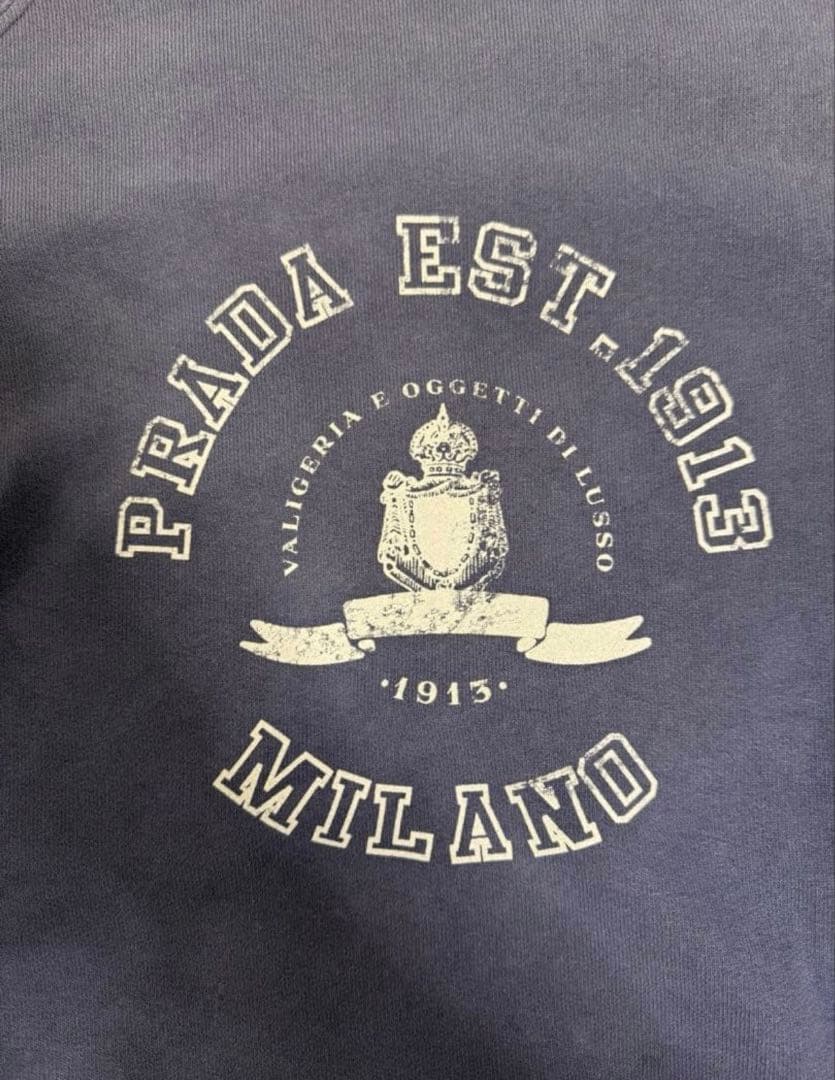 PRADA EST.1913
VALIGERIA E OGGETTI DI LUSSO
·1913·
MILANO